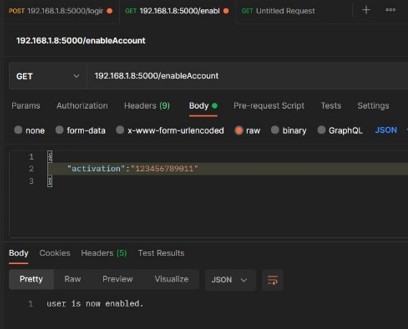 POST 192.168.1.8:5000/logir GET 192.168.1.8:5000/enabl GET Untitled Request + •••
192.168.1.8:5000/enableAccount
GET 192.168.1.8:5000/enableAccount
Params Authorization Headers (9) Body Pre-request Script Tests Settings
none form-data x-www-form-urlencoded raw binary GraphQL JSON
1 {
2 "activation":"123456789011"
3 }
Body Cookies Headers (5) Test Results
Pretty Raw Preview Visualize JSON
1 user is now enabled.